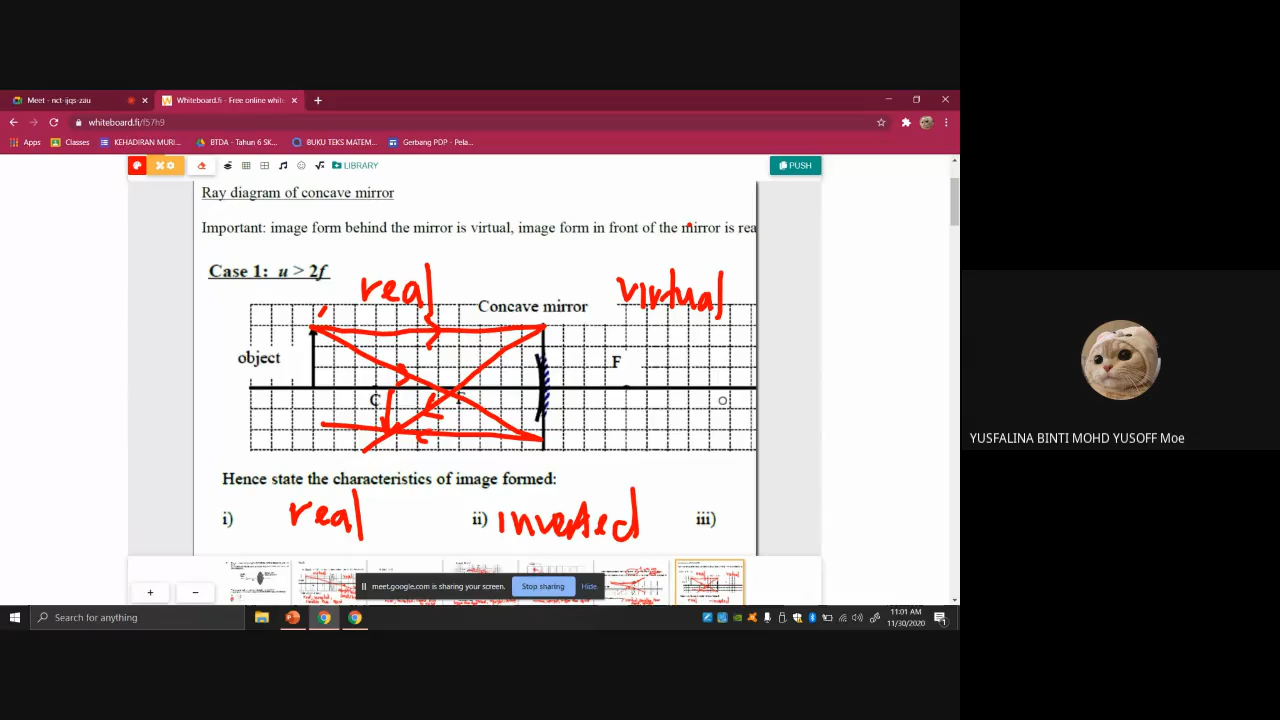 Meet - nct-ijqs-zau
Whiteboard.fi - Free online white
whiteboard.fi/f57h9
Apps Classes KEHADIRAN MURI... BTDA - Tahun 6 SK... BUKU TEKS MATEM... Gerbang PDP - Pela...
LIBRARY PUSH
Ray diagram of concave mirror
Important: image form behind the mirror is virtual, image form in front of the mirror is rea
Case 1: u > 2f
real virtual
Concave mirror
object F
C F
Hence state the characteristics of image formed:
i) real ii) inverted iii)
meet.google.com is sharing your screen. Stop sharing Hide
Search for anything
11:01 AM
11/30/2020
YUSFALINA BINTI MOHD YUSOFF Moe